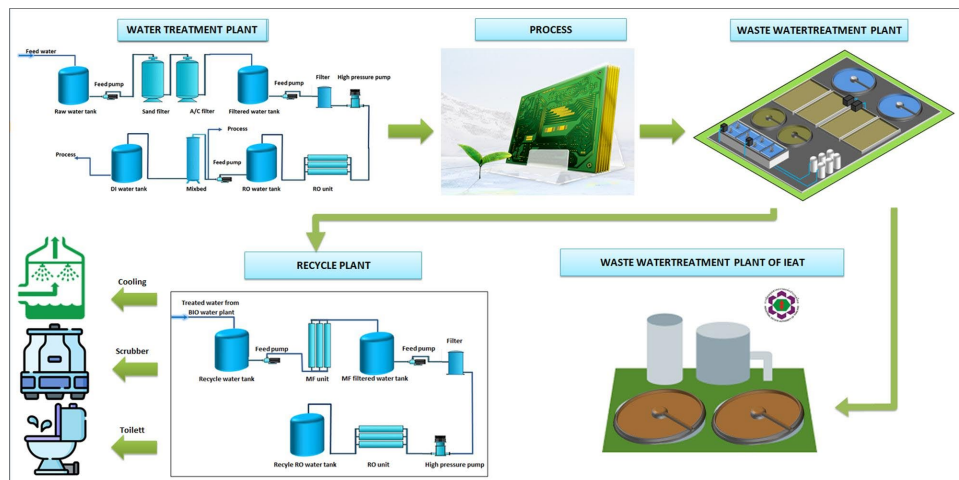 WATER TREATMENT PLANT
PROCESS
WASTE WATERTREATMENT PLANT
Feed water
Feed pump
Feed pump
Filter
High pressure pump
Raw water tank
Sand filter
A/C filter
Filtered water tank
Process
Process
Feed pump
DI water tank
Mixbed
RO water tank
RO unit
RECYCLE PLANT
WASTE WATERTREATMENT PLANT OF IEAT
Cooling
Treated water from
BIO water plant
Feed pump
Feed pump
Filter
Scrubber
Recycle water tank
MF unit
MF filtered water tank
Toilett
Recyle RO water tank
RO unit
High pressure pump